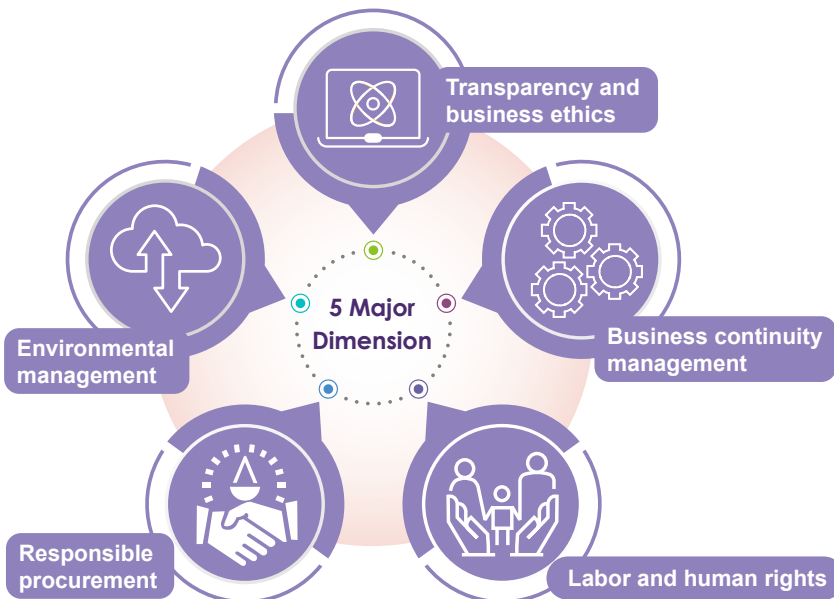 Transparency and
business ethics
5 Major
Dimension
Environmental
management
Business continuity
management
Responsible
procurement
Labor and human rights